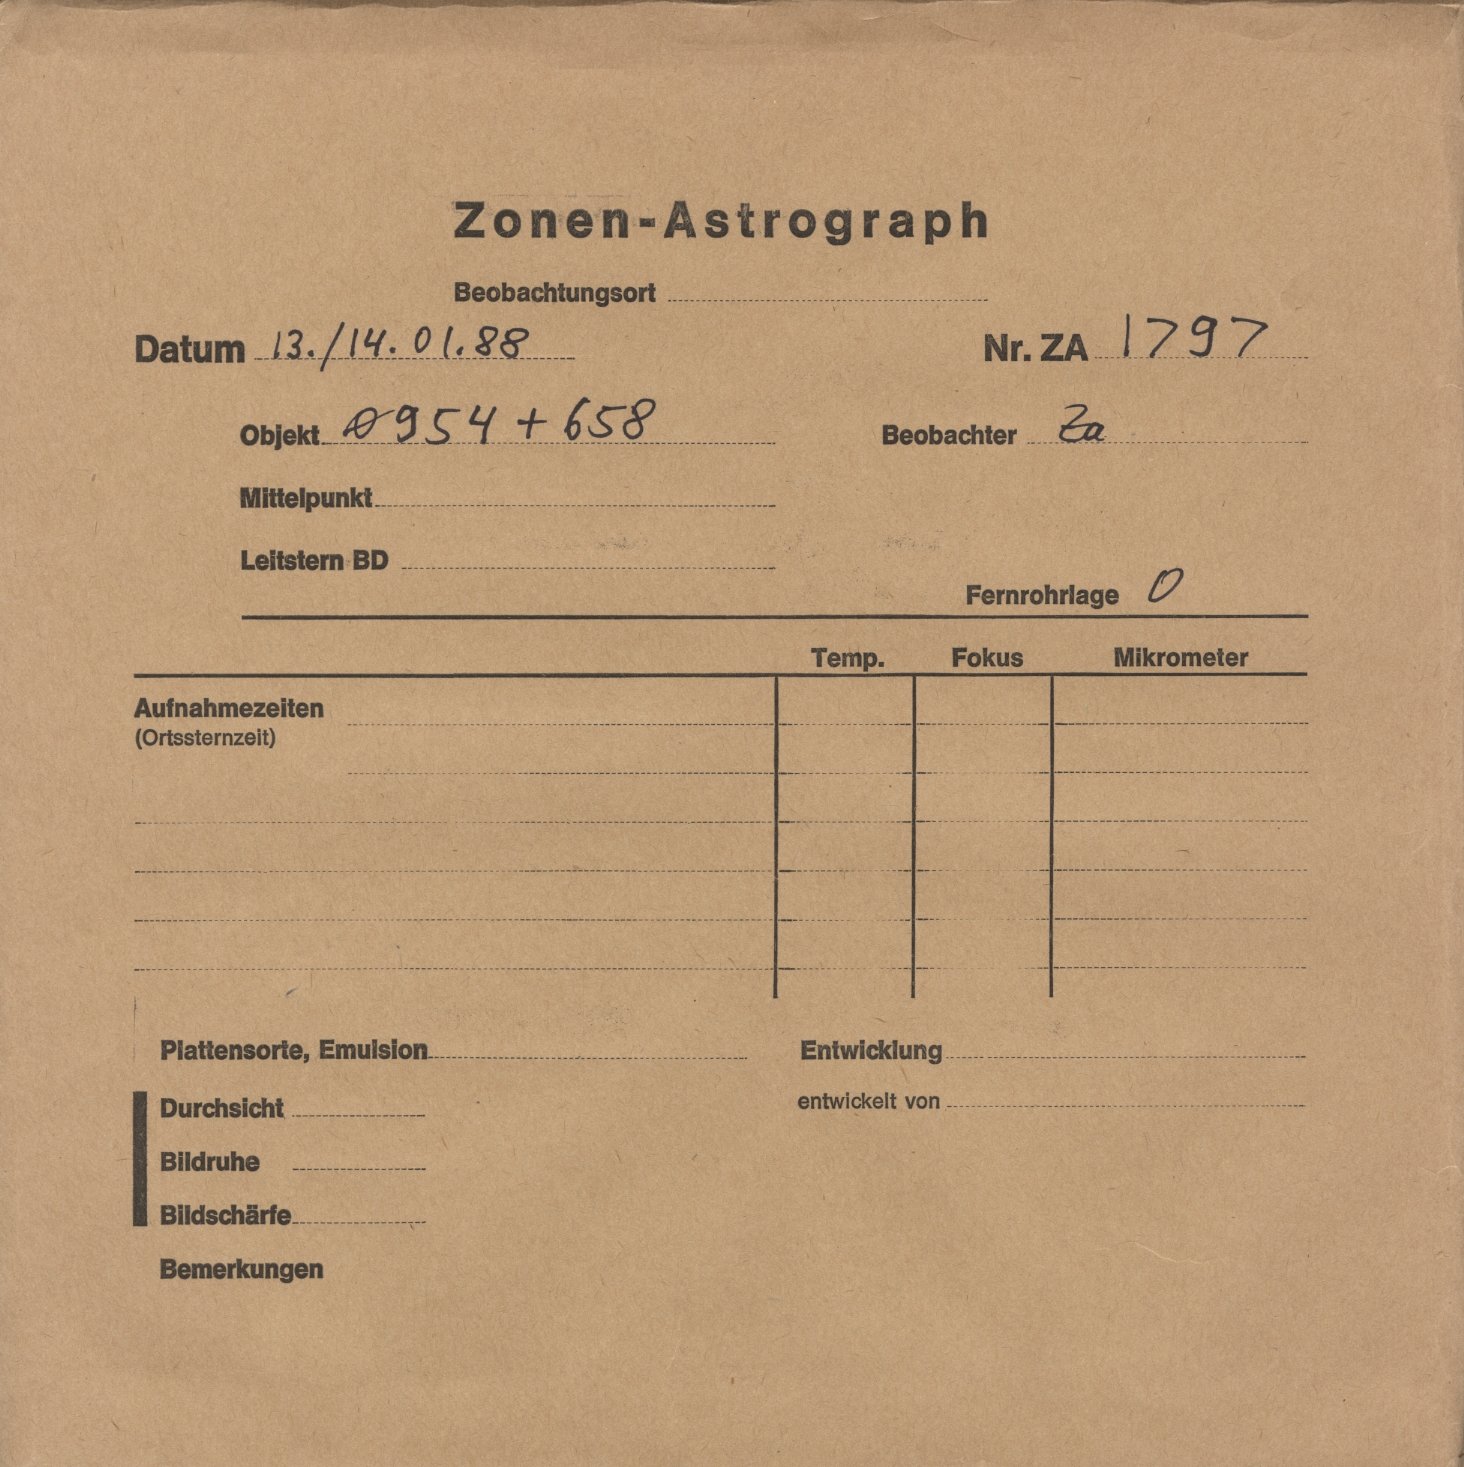 Zonen-Astrograph
Beobachtungsort
Datum 13./14.01.88
Nr. ZA 1797
Objekt 0954+658
Beobachter Za
Mittelpunkt
Leitstern BD
Fernrohrlage O
Temp. Fokus Mikrometer
Aufnahmezeiten
(Ortssternzeit)
Plattensorte, Emulsion
Entwicklung
Durchsicht
entwickelt von
Bildruhe
Bildschärfe
Bemerkungen